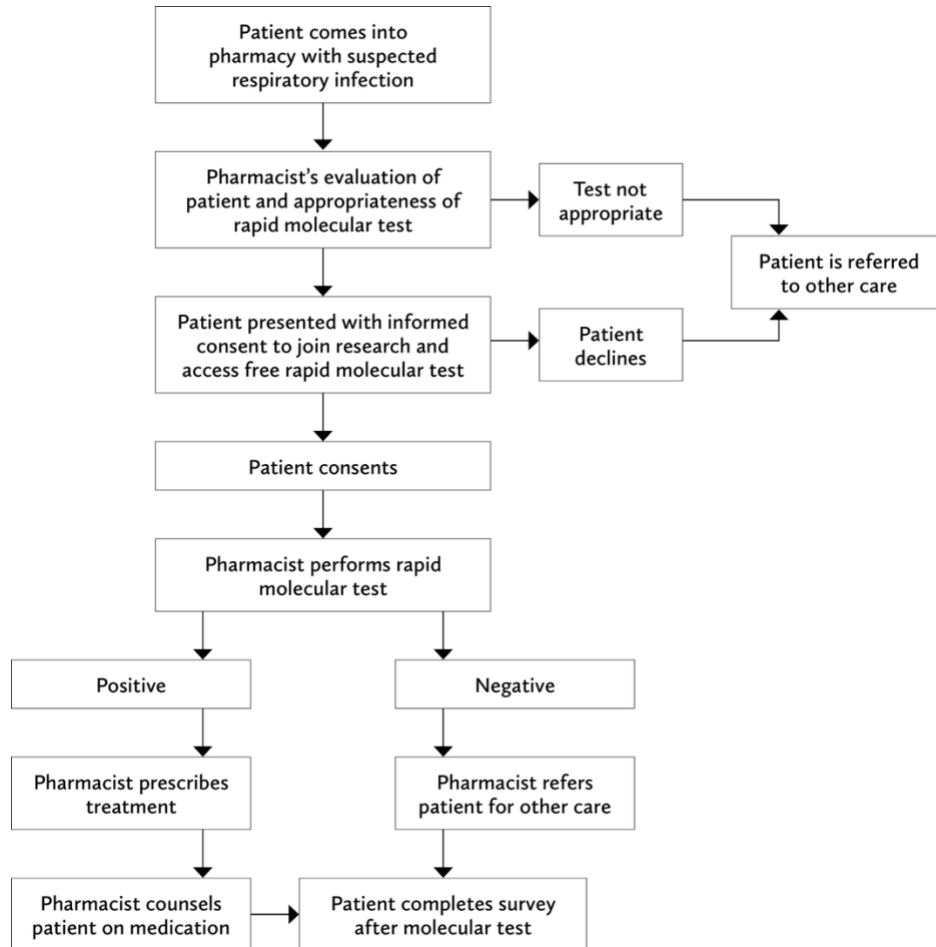 Patient comes into
pharmacy with suspected
respiratory infection
Pharmacist’s evaluation of
patient and appropriateness of
rapid molecular test
Test not
appropriate
Patient is referred
to other care
Patient presented with informed
consent to join research and
access free rapid molecular test
Patient
declines
Patient consents
Pharmacist performs rapid
molecular test
Positive
Negative
Pharmacist prescribes
treatment
Pharmacist refers
patient for other care
Pharmacist counsels
patient on medication
Patient completes survey
after molecular test